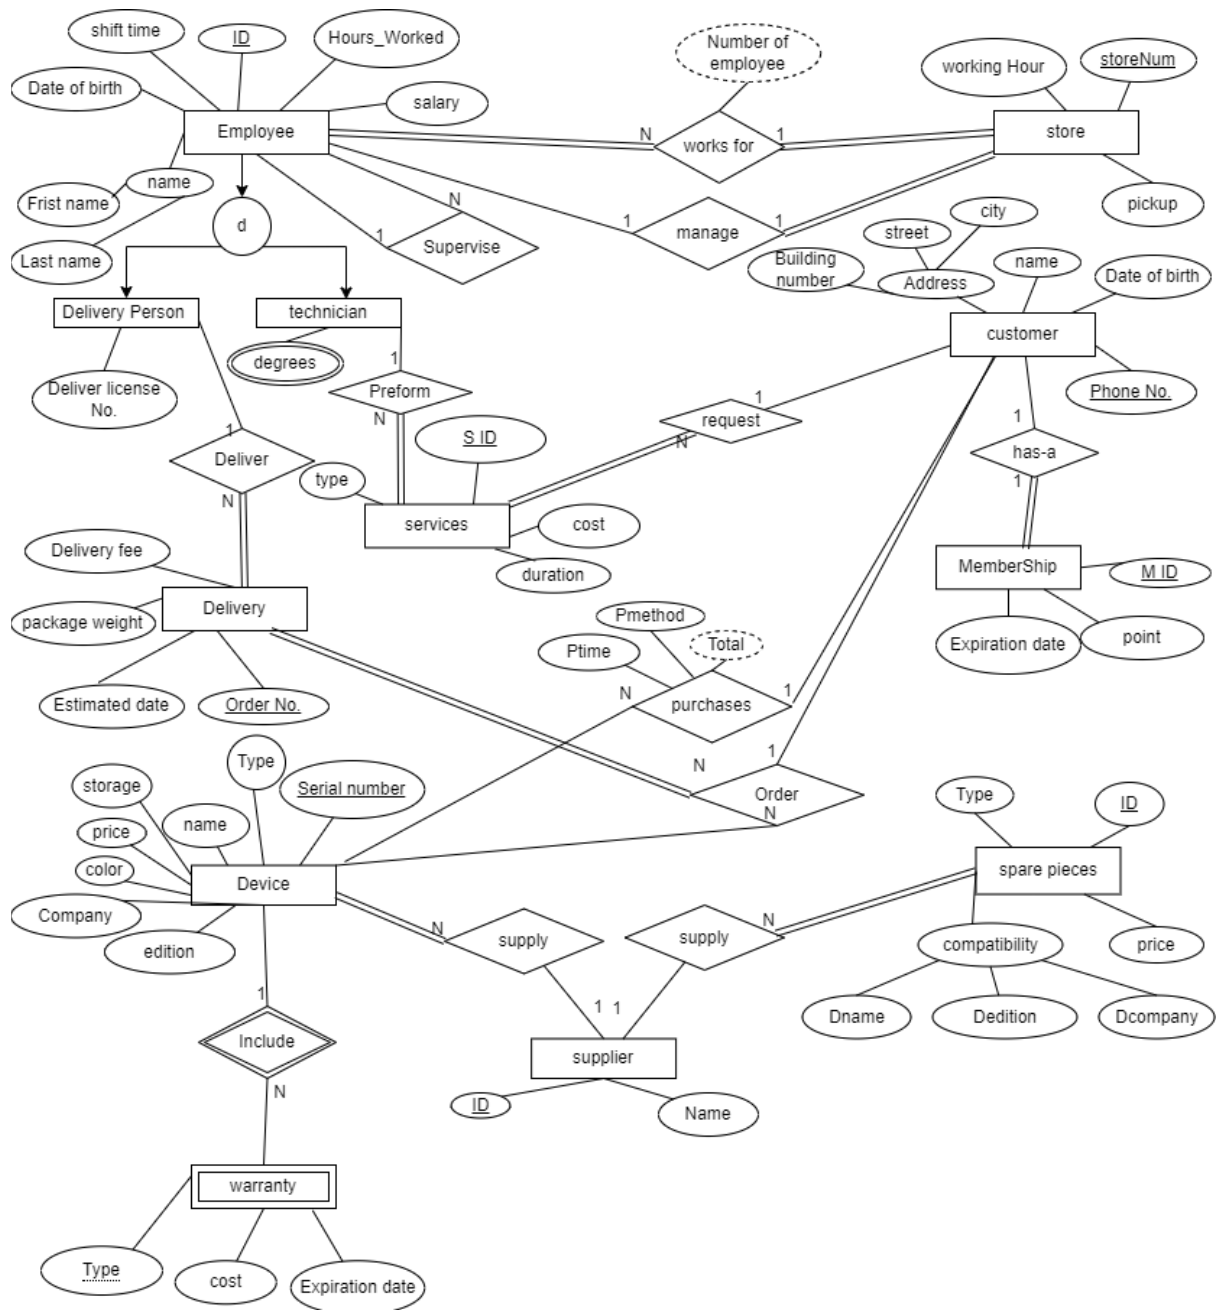 shift time
ID
Hours_Worked
Number of
employee
working Hour
storeNum
Date of birth
salary
Employee
N
works for
1
store
name
Frist name
Last name
d
N
1
Supervise
1
manage
1
pickup
city
street
Building
number
Address
name
Date of birth
Delivery Person
technician
customer
degrees
1
Deliver license
No.
Preform
N
Phone No.
1
request
N
1
has-a
1
1
Deliver
N
S ID
type
services
cost
duration
Delivery fee
MemberShip
M ID
Delivery
package weight
Pmethod
Ptime
Total
Expiration date
point
Estimated date
Order No.
N
purchases
1
Type
storage
Serial number
1
N
Order
N
Type
ID
price
name
color
Device
spare pieces
Company
edition
N
supply
supply
N
compatibility
price
1
Include
N
1
1
Dname
Dedition
Dcompany
supplier
ID
Name
warranty
Type
cost
Expiration date